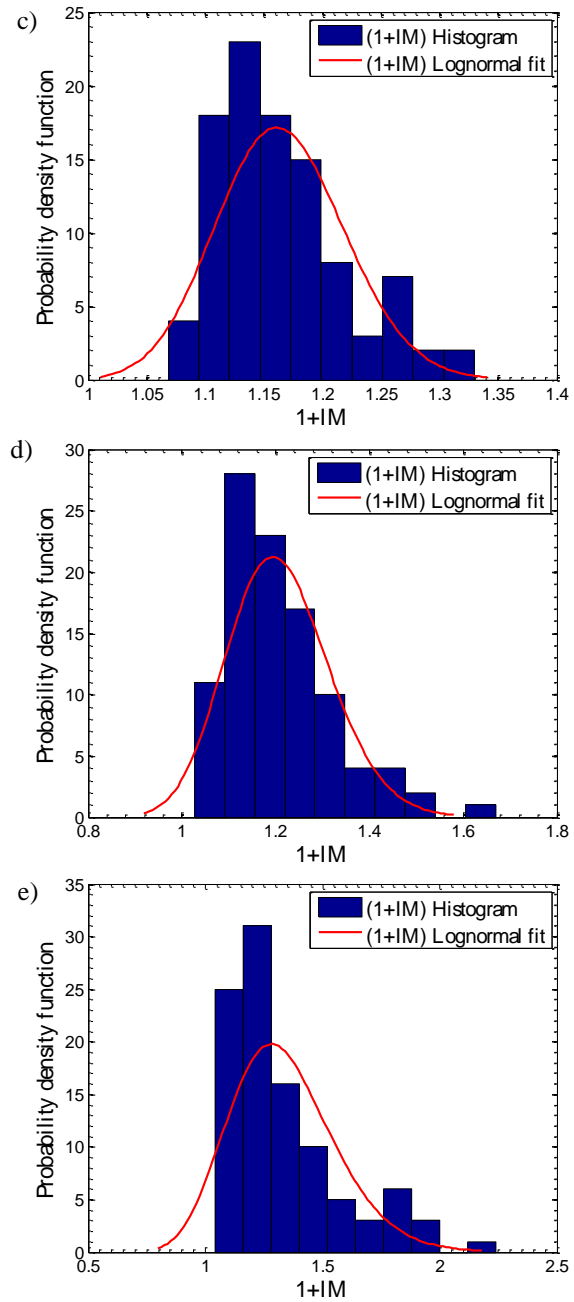 c)
(1+IM) Histogram
(1+IM) Lognormal fit
Probability density function
25
20
15
10
5
0
1 1.05 1.1 1.15 1.2 1.25 1.3 1.35 1.4
1+IM
d)
(1+IM) Histogram
(1+IM) Lognormal fit
Probability density function
30
25
20
15
10
5
0
0.8 1 1.2 1.4 1.6 1.8
1+IM
e)
(1+IM) Histogram
(1+IM) Lognormal fit
Probability density function
35
30
25
20
15
10
5
0
0.5 1 1.5 2 2.5
1+IM